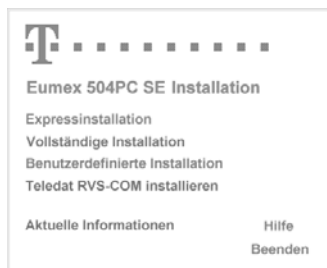 T
Eumex 504PC SE Installation
Expressinstallation
Vollständige Installation
Benutzerdefinierte Installation
Teledat RVS-COM installieren
Aktuelle Informationen
Hilfe
Beenden